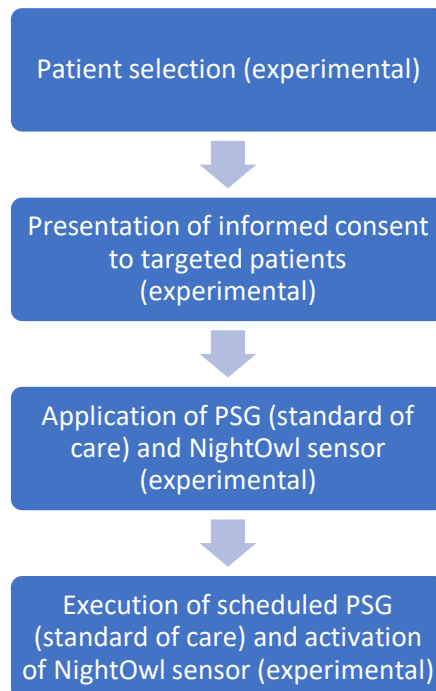 Patient selection (experimental)
Presentation of informed consent
to targeted patients
(experimental)
Application of PSG (standard of
care) and NightOwl sensor
(experimental)
Execution of scheduled PSG
(standard of care) and activation
of NightOwl sensor (experimental)